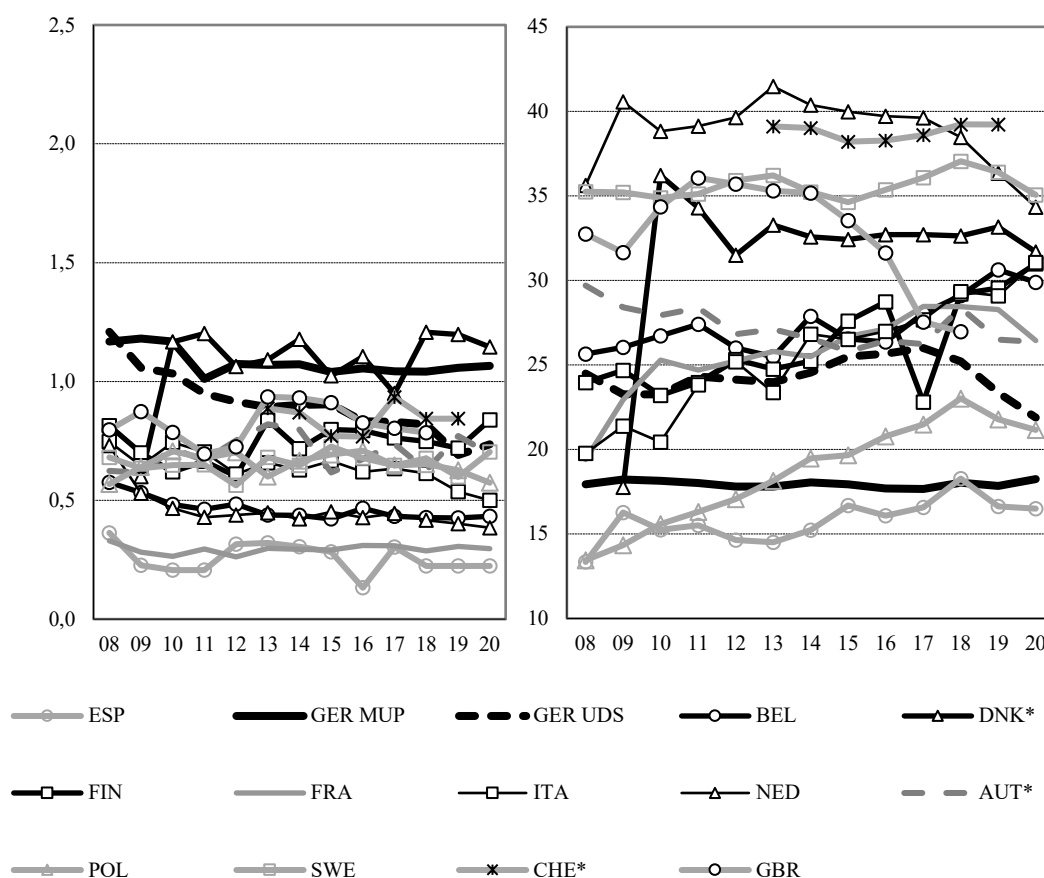 2,5
2,0
1,5
1,0
0,5
0,0
08 09 10 11 12 13 14 15 16 17 18 19 20
45
40
35
30
25
20
15
10
08 09 10 11 12 13 14 15 16 17 18 19 20
ESP GER MUP GER UDS BEL DNK*
FIN FRA ITA NED AUT*
POL SWE CHE* GBR